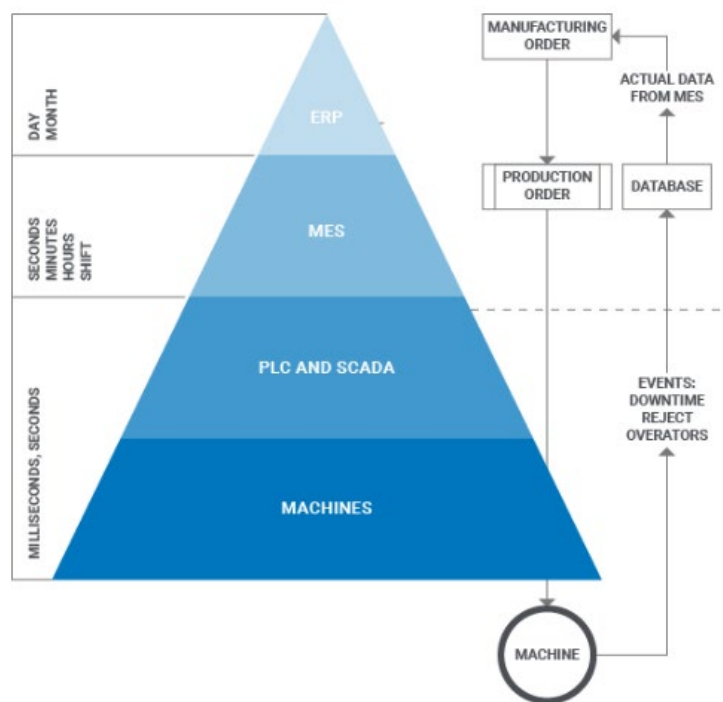 DAY
MONTH
SECONDS
MINUTES
HOURS
SHIFT
MILLISECONDS, SECONDS
ERP
MES
PLC AND SCADA
MACHINES
MANUFACTURING
ORDER
ACTUAL DATA
FROM MES
PRODUCTION
ORDER
DATABASE
EVENTS:
DOWNTIME
REJECT
OVERATORS
MACHINE